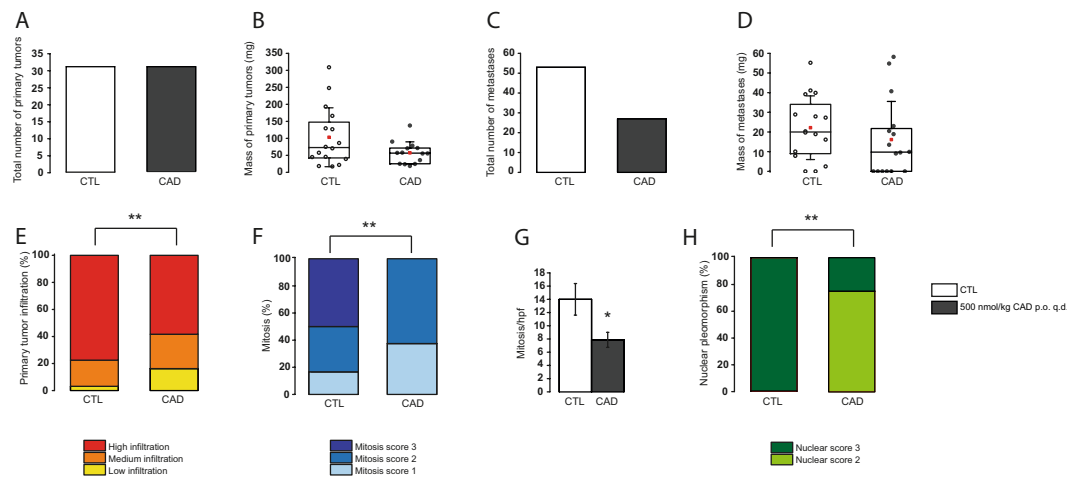 A
B
C
D
Total number of primary tumors
35
30
25
20
15
10
5
0
CTL
CAD
Mass of primary tumors (mg)
350
300
250
200
150
100
50
0
CTL
CAD
Total number of metastases
60
50
40
30
20
10
0
CTL
CAD
Mass of metastases (mg)
60
50
40
30
20
10
0
CTL
CAD
E
F
G
H
**
Primary tumor infiltration (%)
100
80
60
40
20
0
CTL
CAD
High infiltration
Medium infiltration
Low infiltration
**
Mitosis (%)
100
80
60
40
20
0
CTL
CAD
Mitosis score 3
Mitosis score 2
Mitosis score 1
Mitosis/hpf
18
16
14
12
10
8
6
4
2
0
*
CTL
CAD
**
Nuclear pleomorphism (%)
100
80
60
40
20
0
CTL
CAD
Nuclear score 3
Nuclear score 2
CTL
500 nmol/kg CAD p.o. q.d.